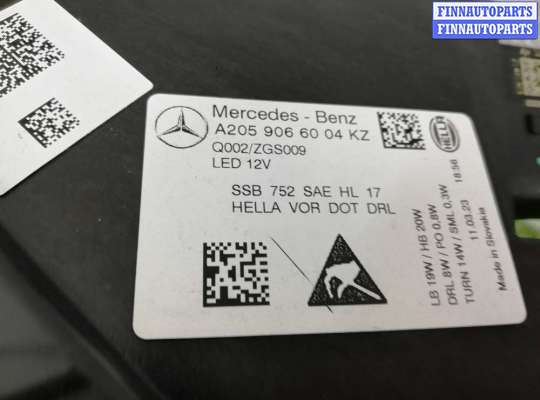 FINNAUTOPARTS
FINNAUTOPARTS
Mercedes - Benz
A205 906 60 04 KZ
Q002/ZGS009
LED 12V
SSB 752 SAE HL 17
HELLA VOR DOT DRL
HELLA
LB 19W / HB 20W
DRL 8W / PO 0,8W
TURN 14W / SML 0,3W
11.03.23 18:56
Made in Slovakia